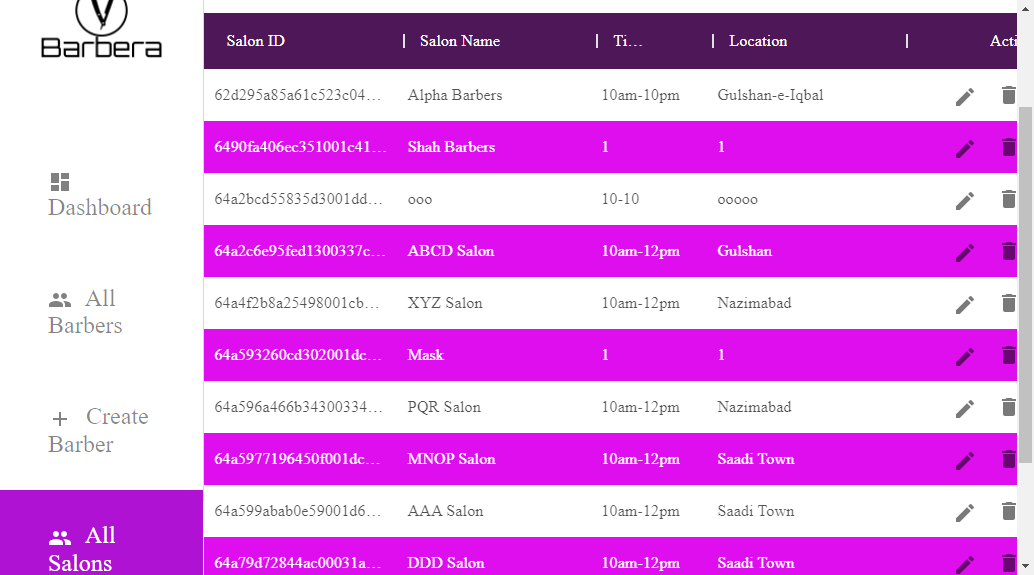 Barbera
Dashboard
All
Barbers
Create
Barber
All
Salons
Salon ID | Salon Name | Ti... | Location | Acti
62d295a85a61c523c04... Alpha Barbers 10am-10pm Gulshan-e-Iqbal
6490fa406ec351001c41... Shah Barbers 1 1
64a2bcd55835d3001dd... ooo 10-10 ooooo
64a2c6e95fed1300337c... ABCD Salon 10am-12pm Gulshan
64a4f2b8a25498001cb... XYZ Salon 10am-12pm Nazimabad
64a593260cd302001dc... Mask 1 1
64a596a466b34300334... PQR Salon 10am-12pm Nazimabad
64a5977196450f001dc... MNOP Salon 10am-12pm Saadi Town
64a599abab0e59001d6... AAA Salon 10am-12pm Saadi Town
64a79d72844ac00031a... DDD Salon 10am-12pm Saadi Town